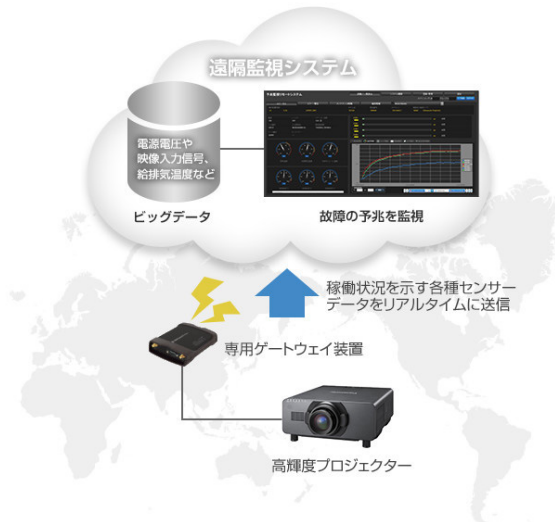 遠隔監視システム
電源電圧や
映像入力信号、
給排気温度など
ビッグデータ
故障の予兆を監視
稼働状況を示す各種センサー
データをリアルタイムに送信
専用ゲートウェイ装置
高輝度プロジェクター